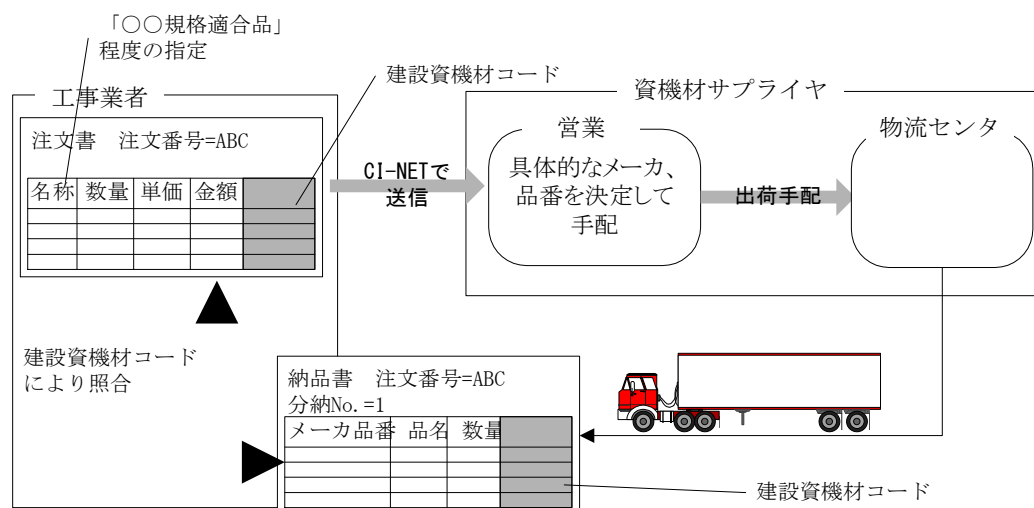 「○○規格適合品」
程度の指定
建設資機材コード
工事業者
注文書　注文番号=ABC
名称 数量 単価 金額
CI-NETで
送信
資機材サプライヤ
営業
具体的なメーカ、
品番を決定して
手配
出荷手配
物流センタ
建設資機材コード
により照合
納品書　注文番号=ABC
分納No.=1
メーカ品番 品名 数量
建設資機材コード